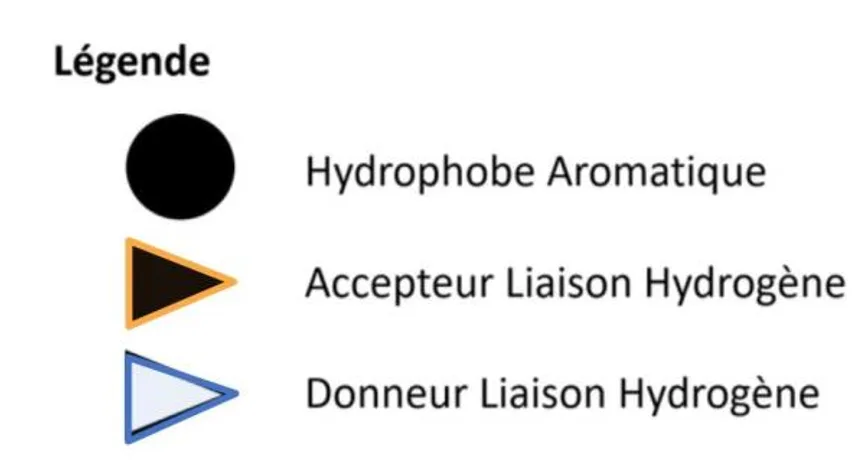 Légende
Hydrophobe Aromatique
Accepteur Liaison Hydrogène
Donneur Liaison Hydrogène